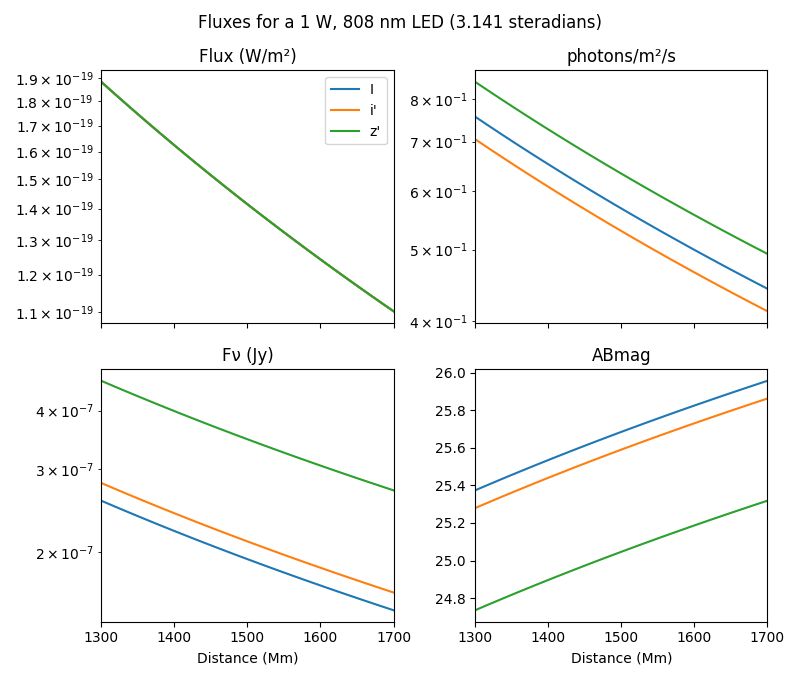 Fluxes for a 1 W, 808 nm LED (3.141 steradians)
Flux (W/m²)
1.9 × 10⁻¹⁹
1.8 × 10⁻¹⁹
1.7 × 10⁻¹⁹
1.6 × 10⁻¹⁹
1.5 × 10⁻¹⁹
1.4 × 10⁻¹⁹
1.3 × 10⁻¹⁹
1.2 × 10⁻¹⁹
1.1 × 10⁻¹⁹
I
i'
z'
photons/m²/s
8 × 10⁻¹
7 × 10⁻¹
6 × 10⁻¹
5 × 10⁻¹
4 × 10⁻¹
Fν (Jy)
4 × 10⁻⁷
3 × 10⁻⁷
2 × 10⁻⁷
1300 1400 1500 1600 1700
Distance (Mm)
ABmag
26.0
25.8
25.6
25.4
25.2
25.0
24.8
1300 1400 1500 1600 1700
Distance (Mm)